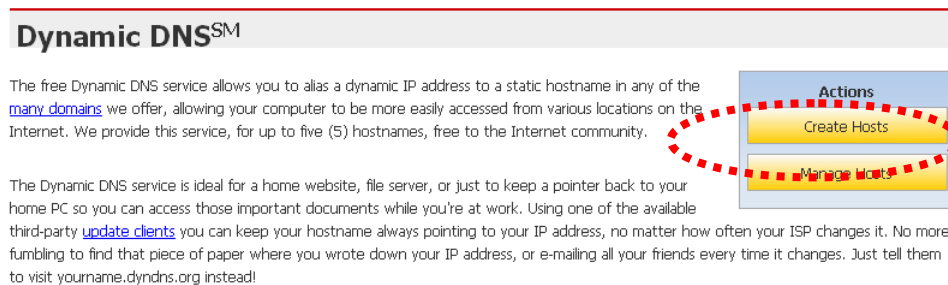 Dynamic DNS℠
The free Dynamic DNS service allows you to alias a dynamic IP address to a static hostname in any of the
many domains we offer, allowing your computer to be more easily accessed from various locations on the
Internet. We provide this service, for up to five (5) hostnames, free to the Internet community.
Actions
Create Hosts
Manage Hosts
The Dynamic DNS service is ideal for a home website, file server, or just to keep a pointer back to your
home PC so you can access those important documents while you're at work. Using one of the available
third-party update clients you can keep your hostname always pointing to your IP address, no matter how often your ISP changes it. No more
fumbling to find that piece of paper where you wrote down your IP address, or e-mailing all your friends every time it changes. Just tell them
to visit yourname.dyndns.org instead!